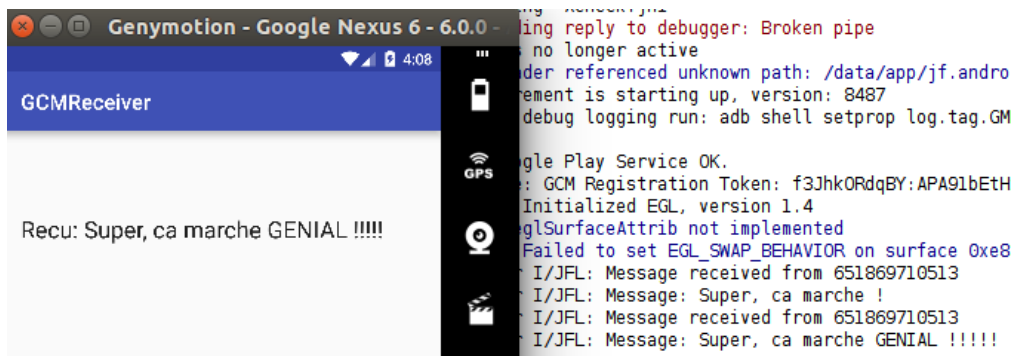 Genymotion - Google Nexus 6 - 6.0.0 -
4:08
GCMReceiver
GPS
Recu: Super, ca marche GENIAL !!!!!
ding reply to debugger: Broken pipe
no longer active
der referenced unknown path: /data/app/jf.andro
ement is starting up, version: 8487
debug logging run: adb shell setprop log.tag.GM
gle Play Service OK.
: GCM Registration Token: f3JhkORdqBY:APA91bEtH
Initialized EGL, version 1.4
eglSurfaceAttrib not implemented
Failed to set EGL_SWAP_BEHAVIOR on surface 0xe8
I/JFL: Message received from 651869710513
I/JFL: Message: Super, ca marche !
I/JFL: Message received from 651869710513
I/JFL: Message: Super, ca marche GENIAL !!!!!